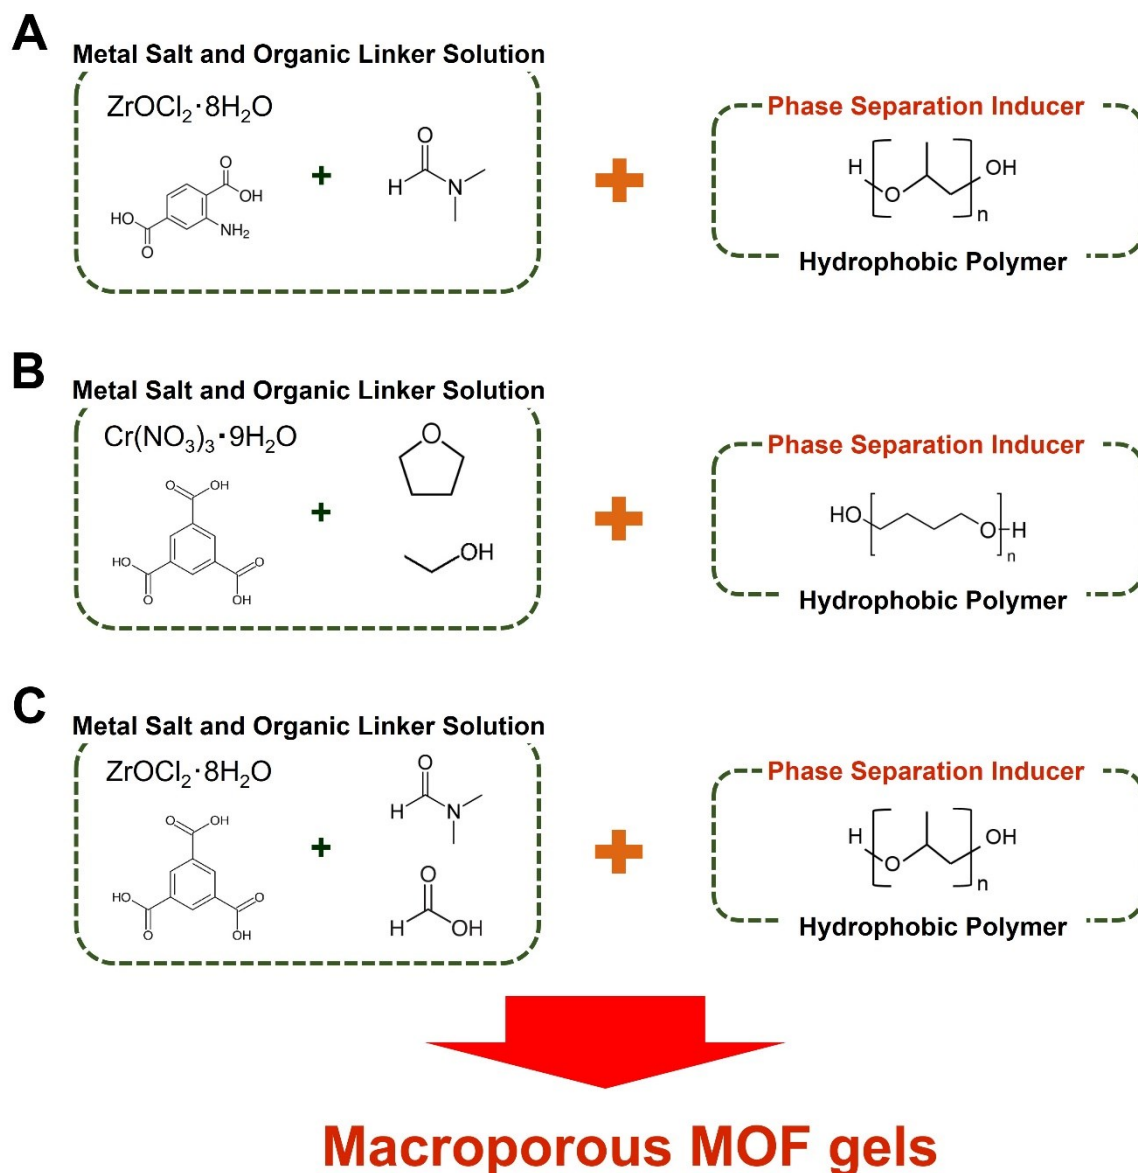 A
Metal Salt and Organic Linker Solution
ZrOCl₂·8H₂O
O
OH
HO
O
NH₂
+
O
H
N
+
Phase Separation Inducer
H
O
OH
n
Hydrophobic Polymer
B
Metal Salt and Organic Linker Solution
Cr(NO₃)₃·9H₂O
O
OH
HO
O
O
OH
+
O
OH
+
Phase Separation Inducer
HO
O
H
n
Hydrophobic Polymer
C
Metal Salt and Organic Linker Solution
ZrOCl₂·8H₂O
O
OH
HO
O
O
OH
+
O
H
N
O
H
OH
+
Phase Separation Inducer
H
O
OH
n
Hydrophobic Polymer
Macroporous MOF gels